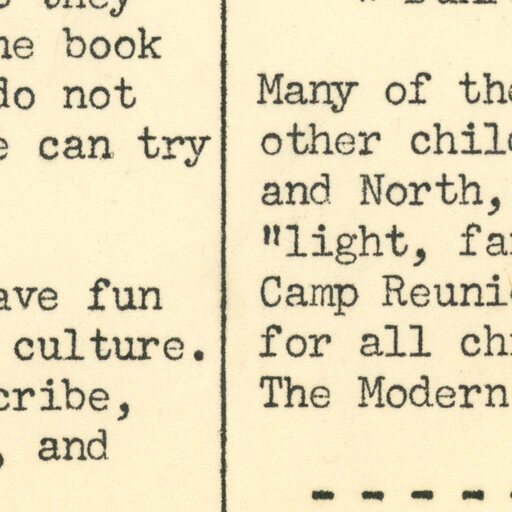 they
he book
do not
e can try
ave fun
culture.
cribe,
, and
Many of the
other child
and North,
"light, fa
Camp Reuni
for all ch
The Modern
- - - - -